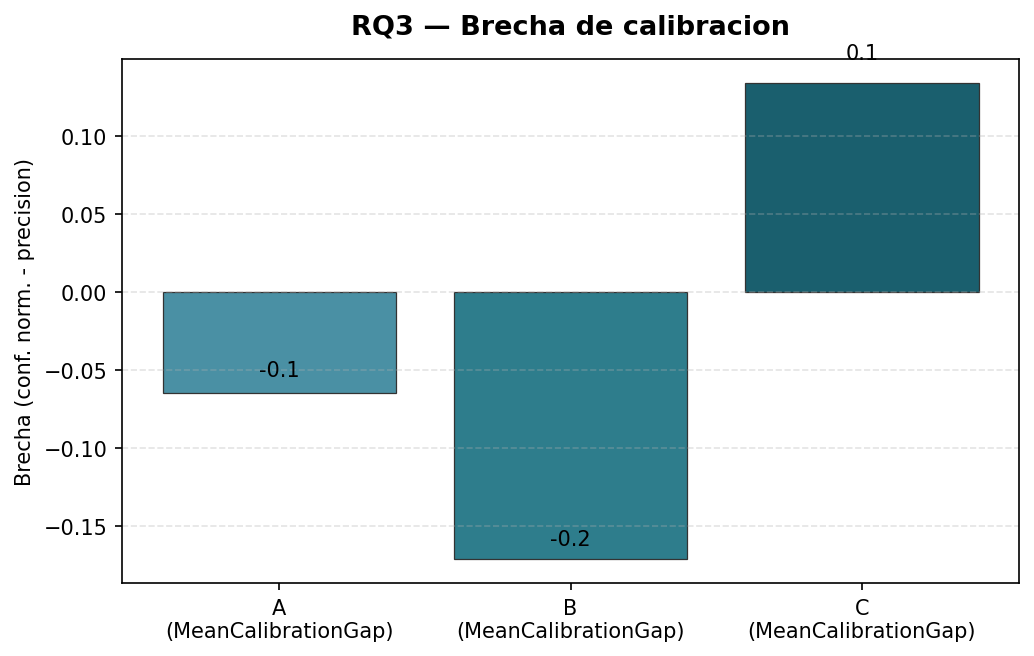 RQ3 — Brecha de calibracion
0.1
0.10
0.05
0.00
−0.05
−0.10
−0.15
Brecha (conf. norm. - precision)
-0.1
-0.2
A
(MeanCalibrationGap)
B
(MeanCalibrationGap)
C
(MeanCalibrationGap)